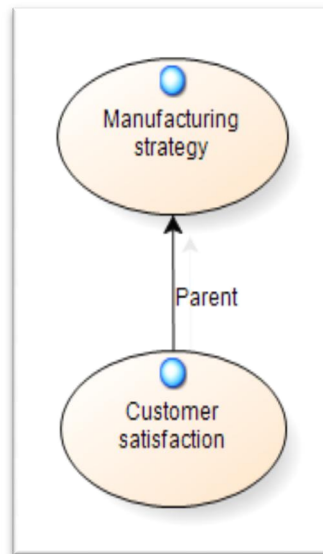 Manufacturing
strategy
Parent
Customer
satisfaction